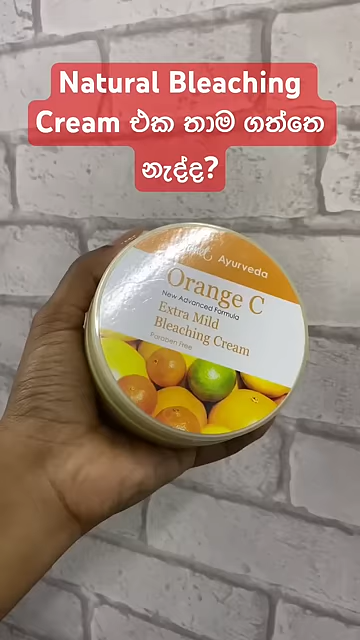 Natural Bleaching
Cream එක තාම ගත්තෙ
නැද්ද?
Ayurveda
Orange C
New Advanced Formula
Extra Mild
Bleaching Cream
Paraben Free